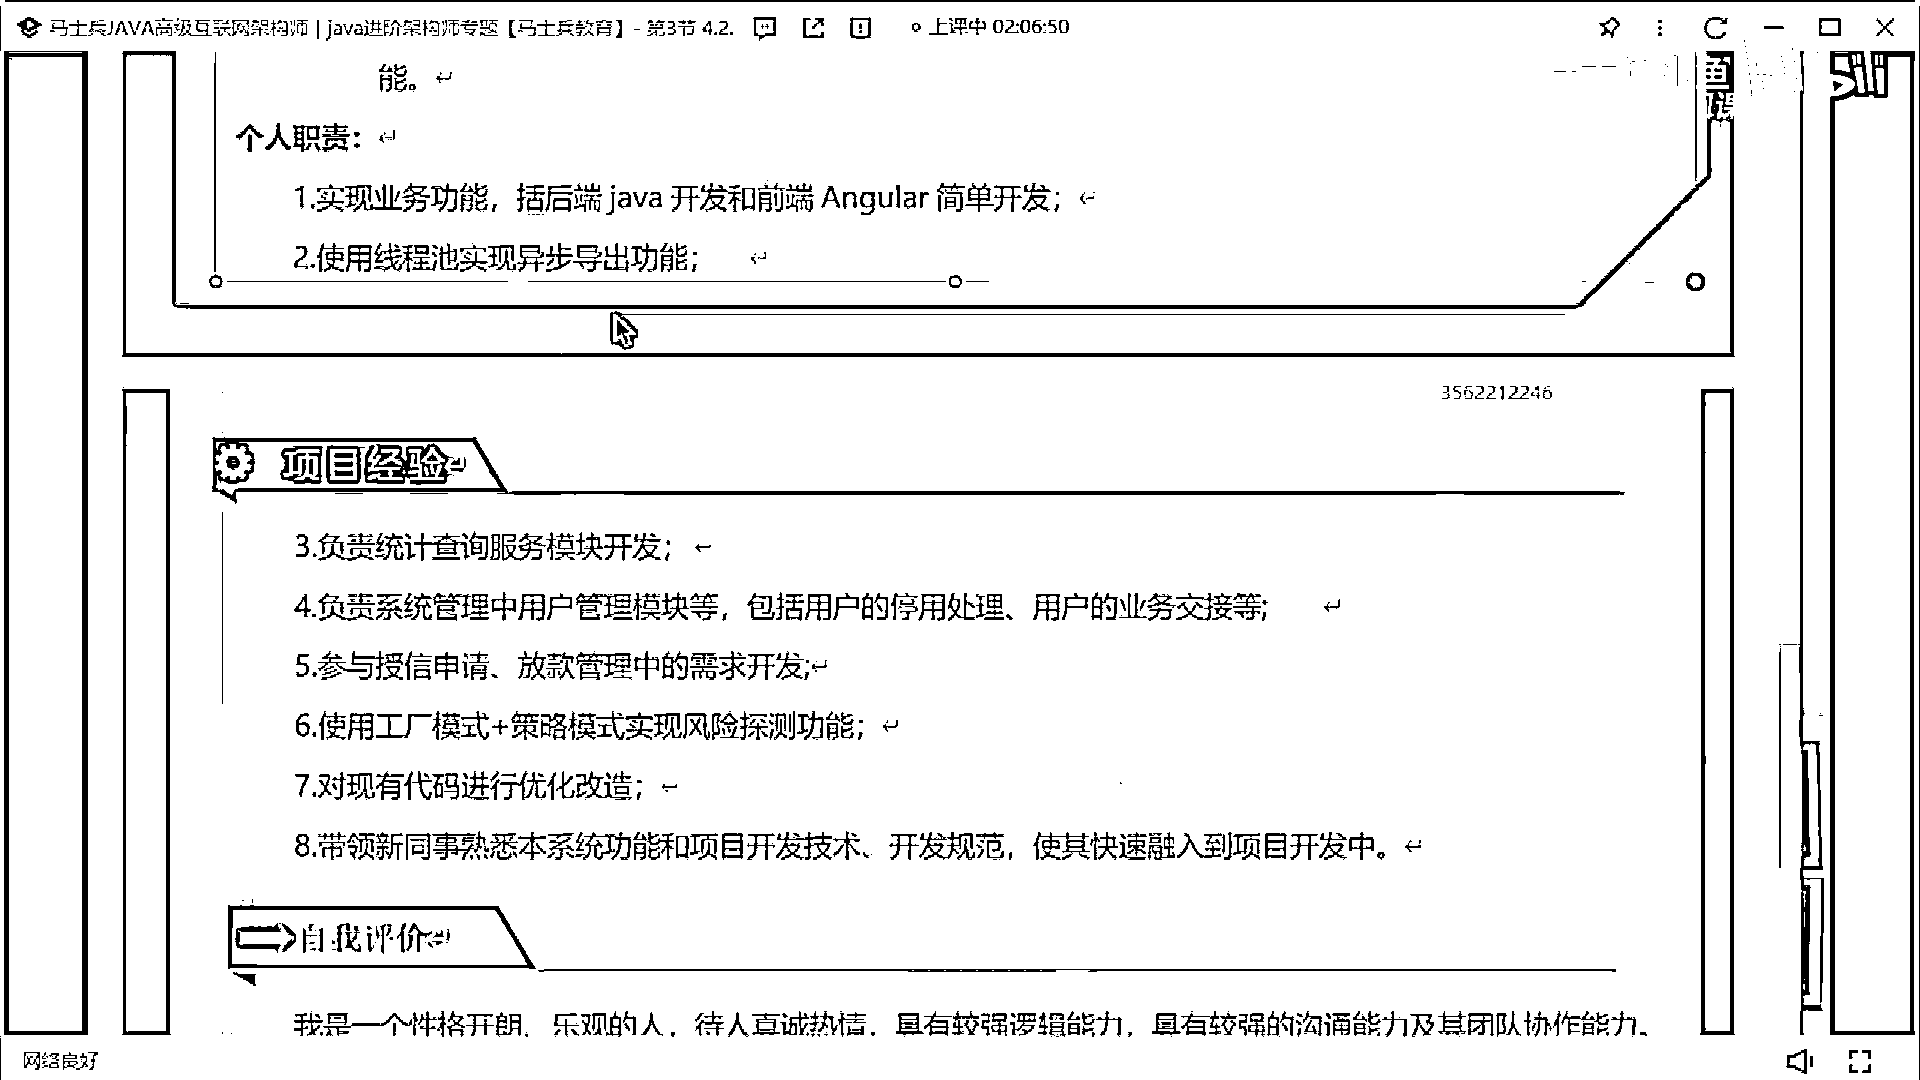 马士兵JAVA高级互联网架构师 | java进阶架构师专题【马士兵教育】- 第3节 4.2. 上课中 02:06:50
能。
个人职责：
1.实现业务功能，括后端 java 开发和前端 Angular 简单开发；
2.使用线程池实现异步导出功能；
3562212246
项目经验
3.负责统计查询服务模块开发；
4.负责系统管理中用户管理模块等，包括用户的停用处理、用户的业务交接等;
5.参与授信申请、放款管理中的需求开发;
6.使用工厂模式+策略模式实现风险探测功能；
7.对现有代码进行优化改造；
8.带领新同事熟悉本系统功能和项目开发技术、开发规范，使其快速融入到项目开发中。
自我评价
我是一个性格开朗、乐观的人，待人真诚热情，具有较强逻辑能力，具有较强的沟通能力及其团队协作能力、
网络良好